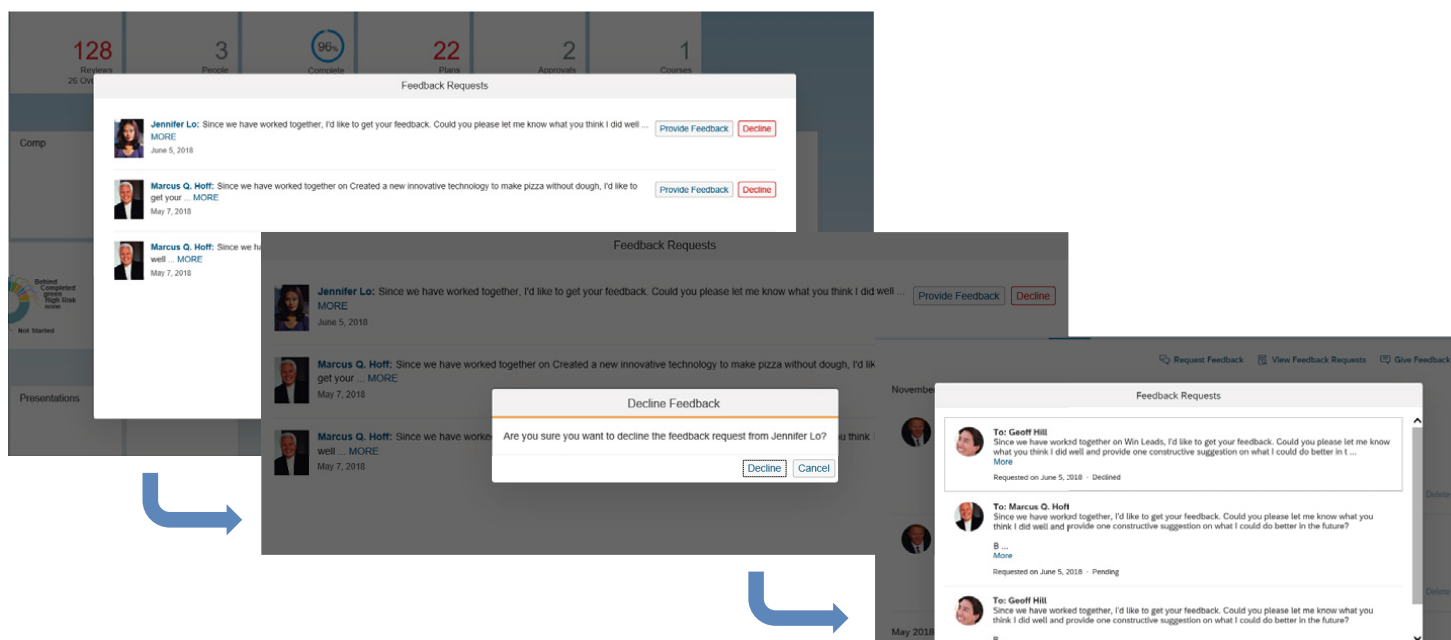 128
Reviews
26 Ove
3
People
96%
Complete
22
Plans
2
Approvals
1
Courses
Comp
Behind
Completed
green
High Risk
none
Not Started
Presentations
Feedback Requests
Jennifer Lo: Since we have worked together, I'd like to get your feedback. Could you please let me know what you think I did well ...
MORE
June 5, 2018
Provide Feedback Decline
Marcus Q. Hoff: Since we have worked together on Created a new innovative technology to make pizza without dough, I'd like to
get your ... MORE
May 7, 2018
Provide Feedback Decline
Marcus Q. Hoff: Since we h
well ... MORE
May 7, 2018
Feedback Requests
Jennifer Lo: Since we have worked together, I'd like to get your feedback. Could you please let me know what you think I did well ...
MORE
June 5, 2018
Provide Feedback Decline
Marcus Q. Hoff: Since we have worked together on Created a new innovative technology to make pizza without dough, I'd lik
get your ... MORE
May 7, 2018
Marcus Q. Hoff: Since we have worke
u think
well ... MORE
May 7, 2018
Decline Feedback
Are you sure you want to decline the feedback request from Jennifer Lo?
Decline Cancel
Request Feedback View Feedback Requests Give Feedback
November
Feedback Requests
To: Geoff Hill
Since we have worked together on Win Leads, I'd like to get your feedback. Could you please let me know
what you think I did well and provide one constructive suggestion on what I could do better in t ...
More
Requested on June 5, 2018 · Declined
Delete
To: Marcus Q. Hoff
Since we have worked together, I'd like to get your feedback. Could you please let me know what you
think I did well and provide one constructive suggestion on what I could do better in the future?
B ...
More
Requested on June 5, 2018 · Pending
Delete
To: Geoff Hill
Since we have worked together, I'd like to get your feedback. Could you please let me know what you
think I did well and provide one constructive suggestion on what I could do better in the future?
May 2018